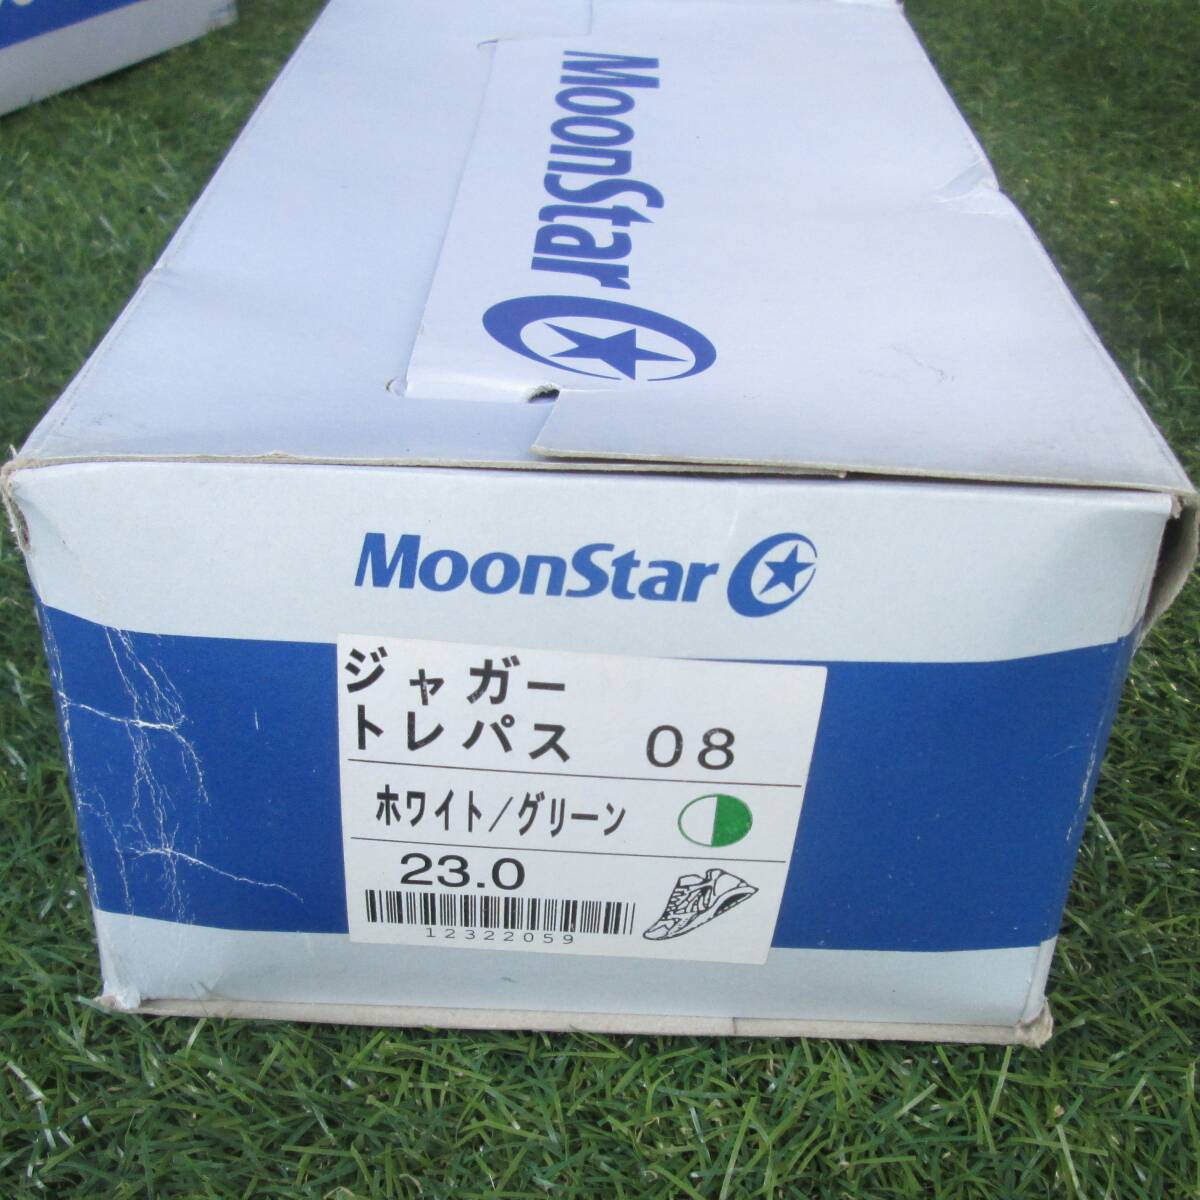 MoonStar
MoonStar
ジャガー
トレパス 08
ホワイト/グリーン
23.0
12322059